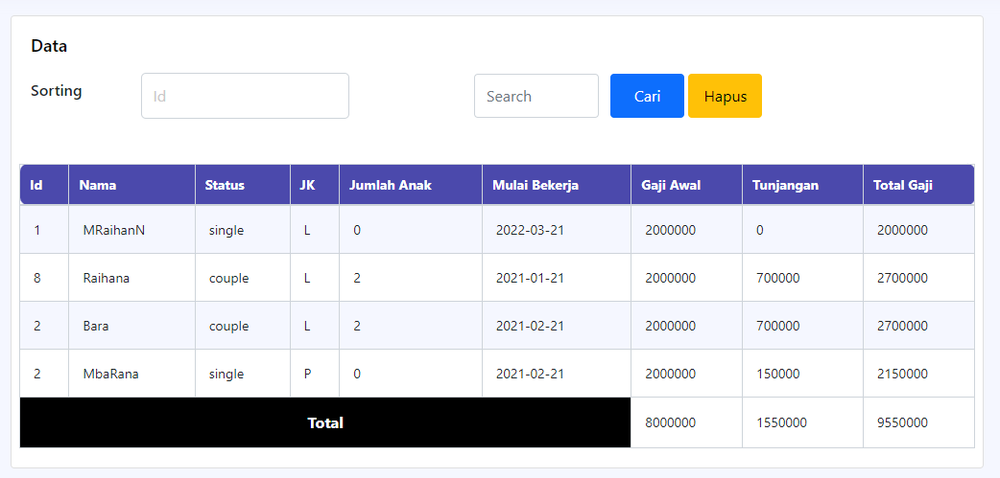 Data
Sorting Id Search Cari Hapus
Id Nama Status JK Jumlah Anak Mulai Bekerja Gaji Awal Tunjangan Total Gaji
1 MRaihanN single L 0 2022-03-21 2000000 0 2000000
8 Raihana couple L 2 2021-01-21 2000000 700000 2700000
2 Bara couple L 2 2021-02-21 2000000 700000 2700000
2 MbaRana single P 0 2021-02-21 2000000 150000 2150000
Total 8000000 1550000 9550000